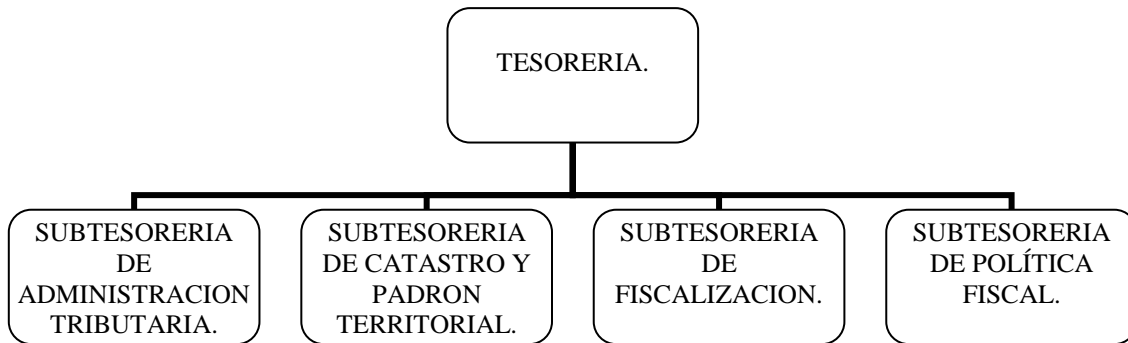 TESORERIA.
SUBTESORERIA
DE
ADMINISTRACION
TRIBUTARIA.
SUBTESORERIA
DE CATASTRO Y
PADRON
TERRITORIAL.
SUBTESORERIA
DE
FISCALIZACION.
SUBTESORERIA
DE POLÍTICA
FISCAL.